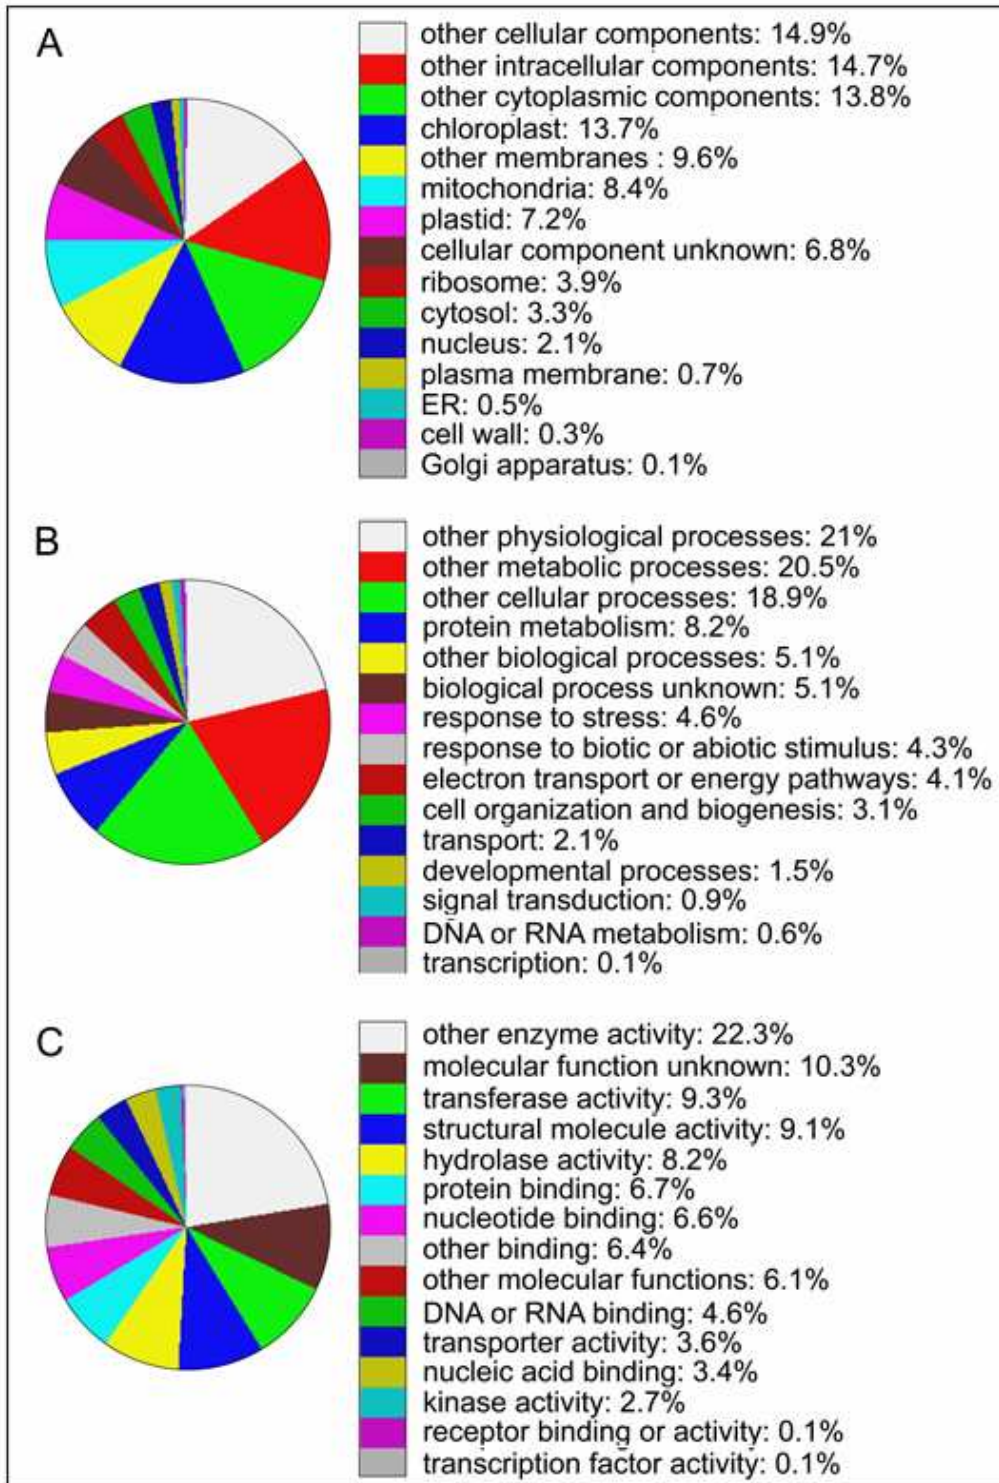 A
other cellular components: 14.9%
other intracellular components: 14.7%
other cytoplasmic components: 13.8%
chloroplast: 13.7%
other membranes : 9.6%
mitochondria: 8.4%
plastid: 7.2%
cellular component unknown: 6.8%
ribosome: 3.9%
cytosol: 3.3%
nucleus: 2.1%
plasma membrane: 0.7%
ER: 0.5%
cell wall: 0.3%
Golgi apparatus: 0.1%
B
other physiological processes: 21%
other metabolic processes: 20.5%
other cellular processes: 18.9%
protein metabolism: 8.2%
other biological processes: 5.1%
biological process unknown: 5.1%
response to stress: 4.6%
response to biotic or abiotic stimulus: 4.3%
electron transport or energy pathways: 4.1%
cell organization and biogenesis: 3.1%
transport: 2.1%
developmental processes: 1.5%
signal transduction: 0.9%
DNA or RNA metabolism: 0.6%
transcription: 0.1%
C
other enzyme activity: 22.3%
molecular function unknown: 10.3%
transferase activity: 9.3%
structural molecule activity: 9.1%
hydrolase activity: 8.2%
protein binding: 6.7%
nucleotide binding: 6.6%
other binding: 6.4%
other molecular functions: 6.1%
DNA or RNA binding: 4.6%
transporter activity: 3.6%
nucleic acid binding: 3.4%
kinase activity: 2.7%
receptor binding or activity: 0.1%
transcription factor activity: 0.1%